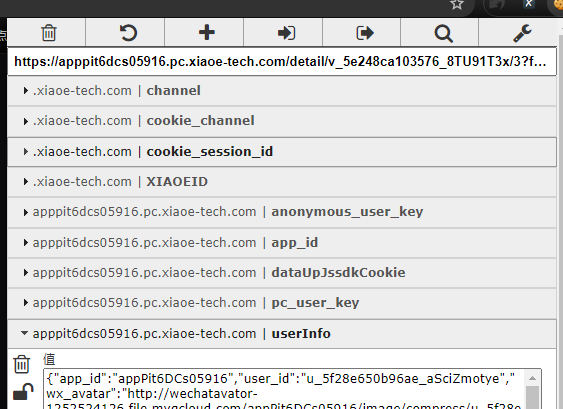 点
https://apppit6dcs05916.pc.xiaoe-tech.com/detail/v_5e248ca103576_8TU91T3x/3?f...
.xiaoe-tech.com | channel
.xiaoe-tech.com | cookie_channel
.xiaoe-tech.com | cookie_session_id
.xiaoe-tech.com | XIAOEID
apppit6dcs05916.pc.xiaoe-tech.com | anonymous_user_key
apppit6dcs05916.pc.xiaoe-tech.com | app_id
apppit6dcs05916.pc.xiaoe-tech.com | dataUpJssdkCookie
apppit6dcs05916.pc.xiaoe-tech.com | pc_user_key
apppit6dcs05916.pc.xiaoe-tech.com | userInfo
值
{"app_id":"appPit6DCs05916","user_id":"u_5f28e650b96ae_aSciZmotye","
wx_avatar":"http://wechatavator-
1252524126.file.myqcloud.com/appPit6DCs05916/image/compress/u_5f28e